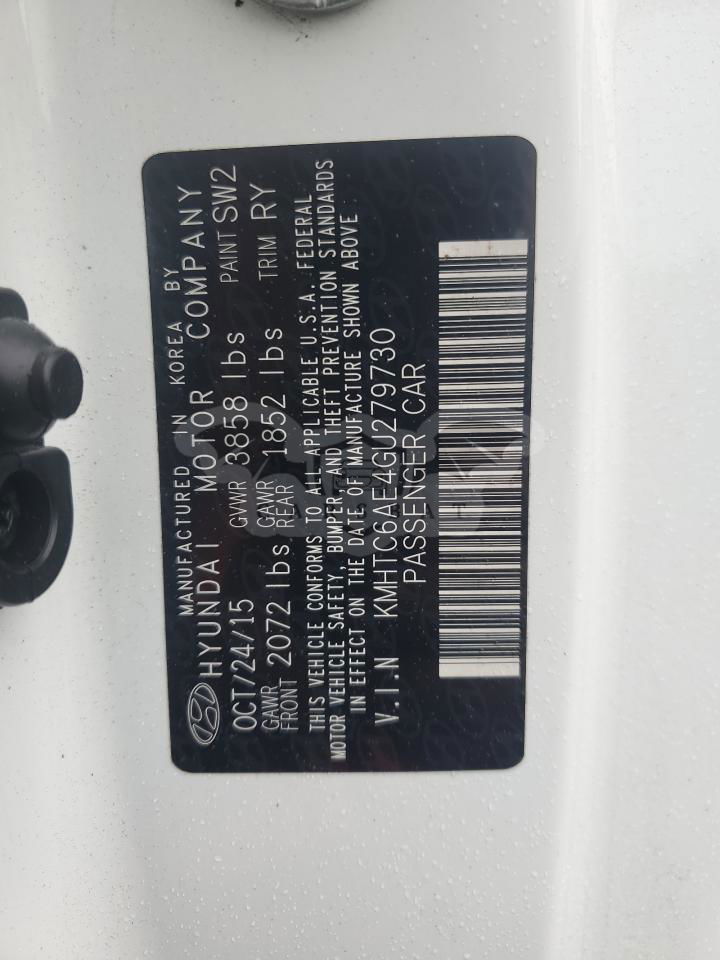 MANUFACTURED IN KOREA BY
HYUNDAI MOTOR COMPANY
OCT/24/15 GVWR 3858 lbs PAINT SW2
GAWR FRONT 2072 lbs GAWR REAR 1852 lbs TRIM RY
THIS VEHICLE CONFORMS TO ALL APPLICABLE U.S.A. FEDERAL
MOTOR VEHICLE SAFETY, BUMPER, AND THEFT PREVENTION STANDARDS
IN EFFECT ON THE DATE OF MANUFACTURE SHOWN ABOVE
V.I.N KMHTC6AE4GU279730
PASSENGER CAR